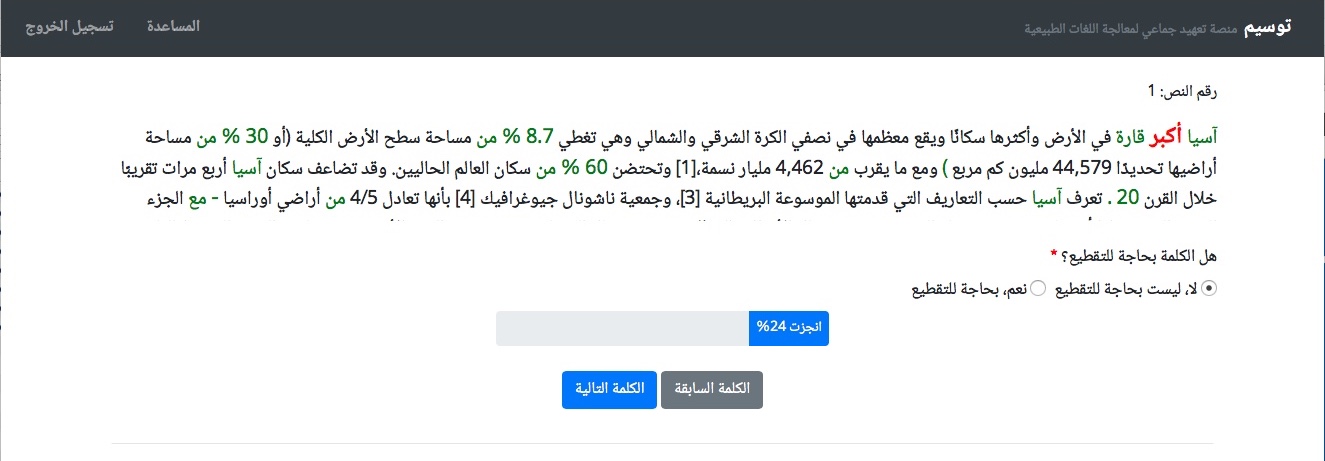 توسيم منصة تعهيد جماعي لمعالجة اللغات الطبيعية المساعدة تسجيل الخروج
رقم النص: 1
آسيا أكبر قارة في الأرض وأكثرها سكانًا ويقع معظمها في نصفي الكرة الشرقي والشمالي وهي تغطي 8.7 % من مساحة سطح الأرض الكلية (أو 30 % من مساحة
أراضيها تحديدًا 44,579 مليون كم مربع ) ومع ما يقرب من 4,462 مليار نسمة،[1] وتحتضن 60 % من سكان العالم الحاليين. وقد تضاعف سكان آسيا أربع مرات تقريبًا
خلال القرن 20 . تعرف آسيا حسب التعاريف التي قدمتها الموسوعة البريطانية [3]، وجمعية ناشونال جيوغرافيك [4] بأنها تعادل 4/5 من أراضي أوراسيا - مع الجزء
هل الكلمة بحاجة للتقطيع؟ *
لا، ليست بحاجة للتقطيع نعم، بحاجة للتقطيع
انجزت 24%
الكلمة السابقة الكلمة التالية